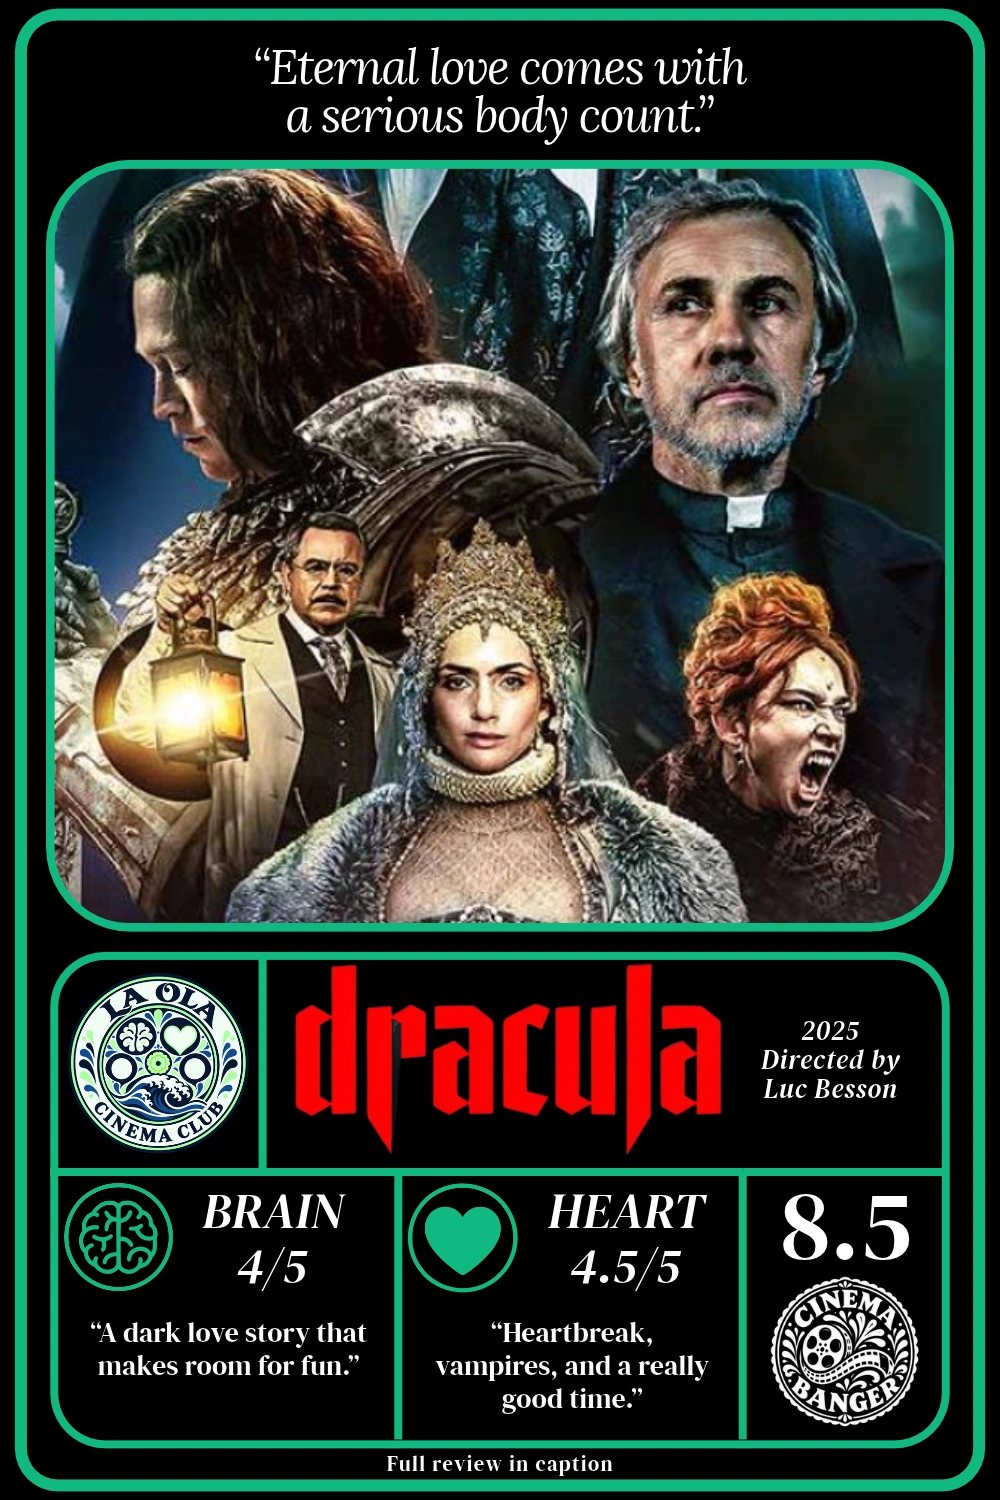 “Eternal love comes with
a serious body count.”
LA OLA
CINEMA CLUB
dracula
2025
Directed by
Luc Besson
BRAIN
4/5
“A dark love story that
makes room for fun.”
HEART
4.5/5
“Heartbreak,
vampires, and a really
good time.”
8.5
CINEMA
BANGER
Full review in caption